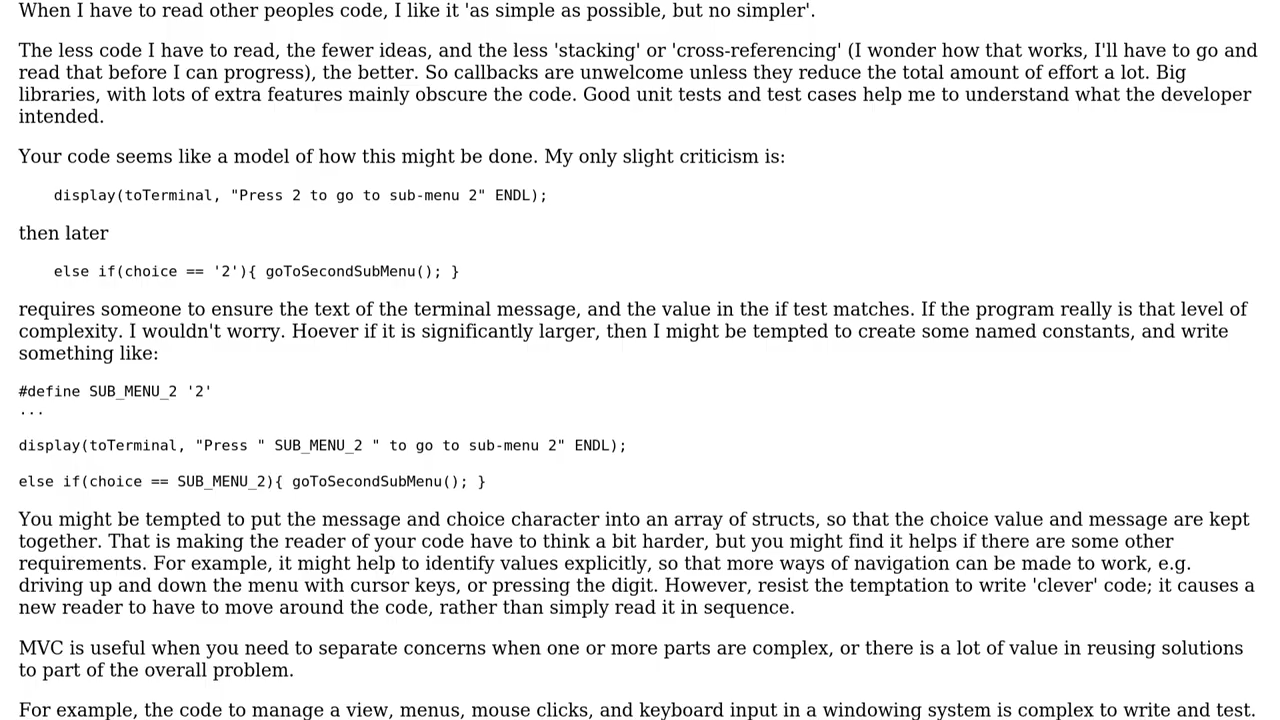 When I have to read other peoples code, I like it 'as simple as possible, but no simpler'.
The less code I have to read, the fewer ideas, and the less 'stacking' or 'cross-referencing' (I wonder how that works, I'll have to go and
read that before I can progress), the better. So callbacks are unwelcome unless they reduce the total amount of effort a lot. Big
libraries, with lots of extra features mainly obscure the code. Good unit tests and test cases help me to understand what the developer
intended.
Your code seems like a model of how this might be done. My only slight criticism is:
display(toTerminal, "Press 2 to go to sub-menu 2" ENDL);
then later
else if(choice == '2'){ goToSecondSubMenu(); }
requires someone to ensure the text of the terminal message, and the value in the if test matches. If the program really is that level of
complexity. I wouldn't worry. Hoever if it is significantly larger, then I might be tempted to create some named constants, and write
something like:
#define SUB_MENU_2 '2'
...
display(toTerminal, "Press " SUB_MENU_2 " to go to sub-menu 2" ENDL);
else if(choice == SUB_MENU_2){ goToSecondSubMenu(); }
You might be tempted to put the message and choice character into an array of structs, so that the choice value and message are kept
together. That is making the reader of your code have to think a bit harder, but you might find it helps if there are some other
requirements. For example, it might help to identify values explicitly, so that more ways of navigation can be made to work, e.g.
driving up and down the menu with cursor keys, or pressing the digit. However, resist the temptation to write 'clever' code; it causes a
new reader to have to move around the code, rather than simply read it in sequence.
MVC is useful when you need to separate concerns when one or more parts are complex, or there is a lot of value in reusing solutions
to part of the overall problem.
For example, the code to manage a view, menus, mouse clicks, and keyboard input in a windowing system is complex to write and test.